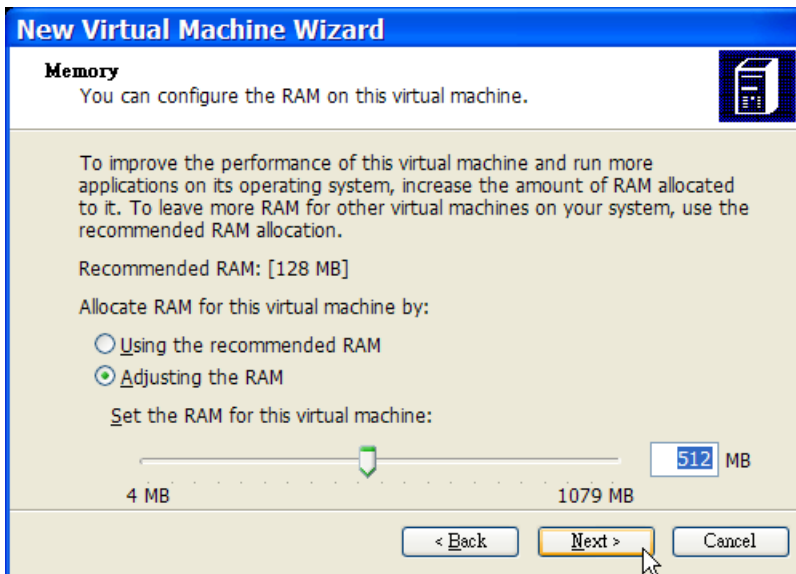 New Virtual Machine Wizard
Memory
You can configure the RAM on this virtual machine.
To improve the performance of this virtual machine and run more
applications on its operating system, increase the amount of RAM allocated
to it. To leave more RAM for other virtual machines on your system, use the
recommended RAM allocation.
Recommended RAM: [128 MB]
Allocate RAM for this virtual machine by:
Using the recommended RAM
Adjusting the RAM
Set the RAM for this virtual machine:
512 MB
4 MB 1079 MB
< Back Next > Cancel